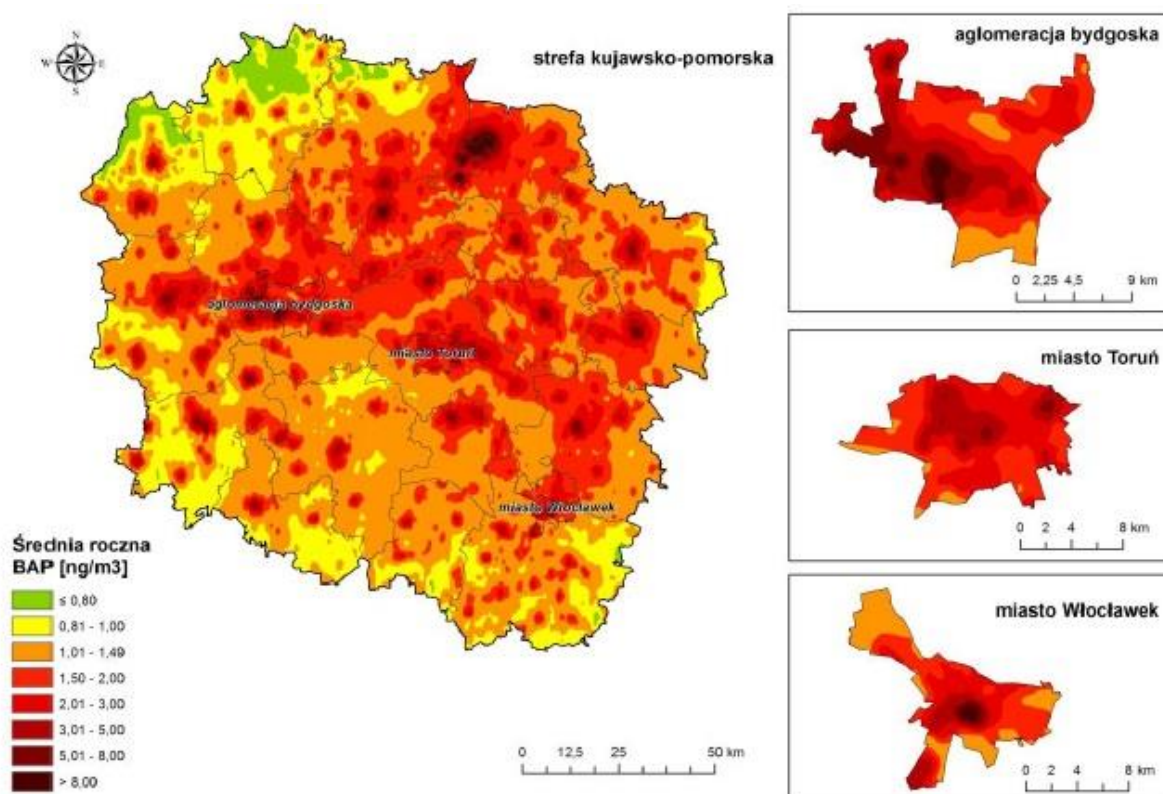 N
W E
S
strefa kujawsko-pomorska
aglomeracja bydgoska
miasto Toruń
miasto Włocławek
Średnia roczna
BAP [ng/m3]
≤ 0,80
0,81 - 1,00
1,01 - 1,49
1,50 - 2,00
2,01 - 3,00
3,01 - 5,00
5,01 - 8,00
> 8,00
0 12,5 25 50 km
aglomeracja bydgoska
0 2,25 4,5 9 km
miasto Toruń
0 2 4 8 km
miasto Włocławek
0 2 4 8 km